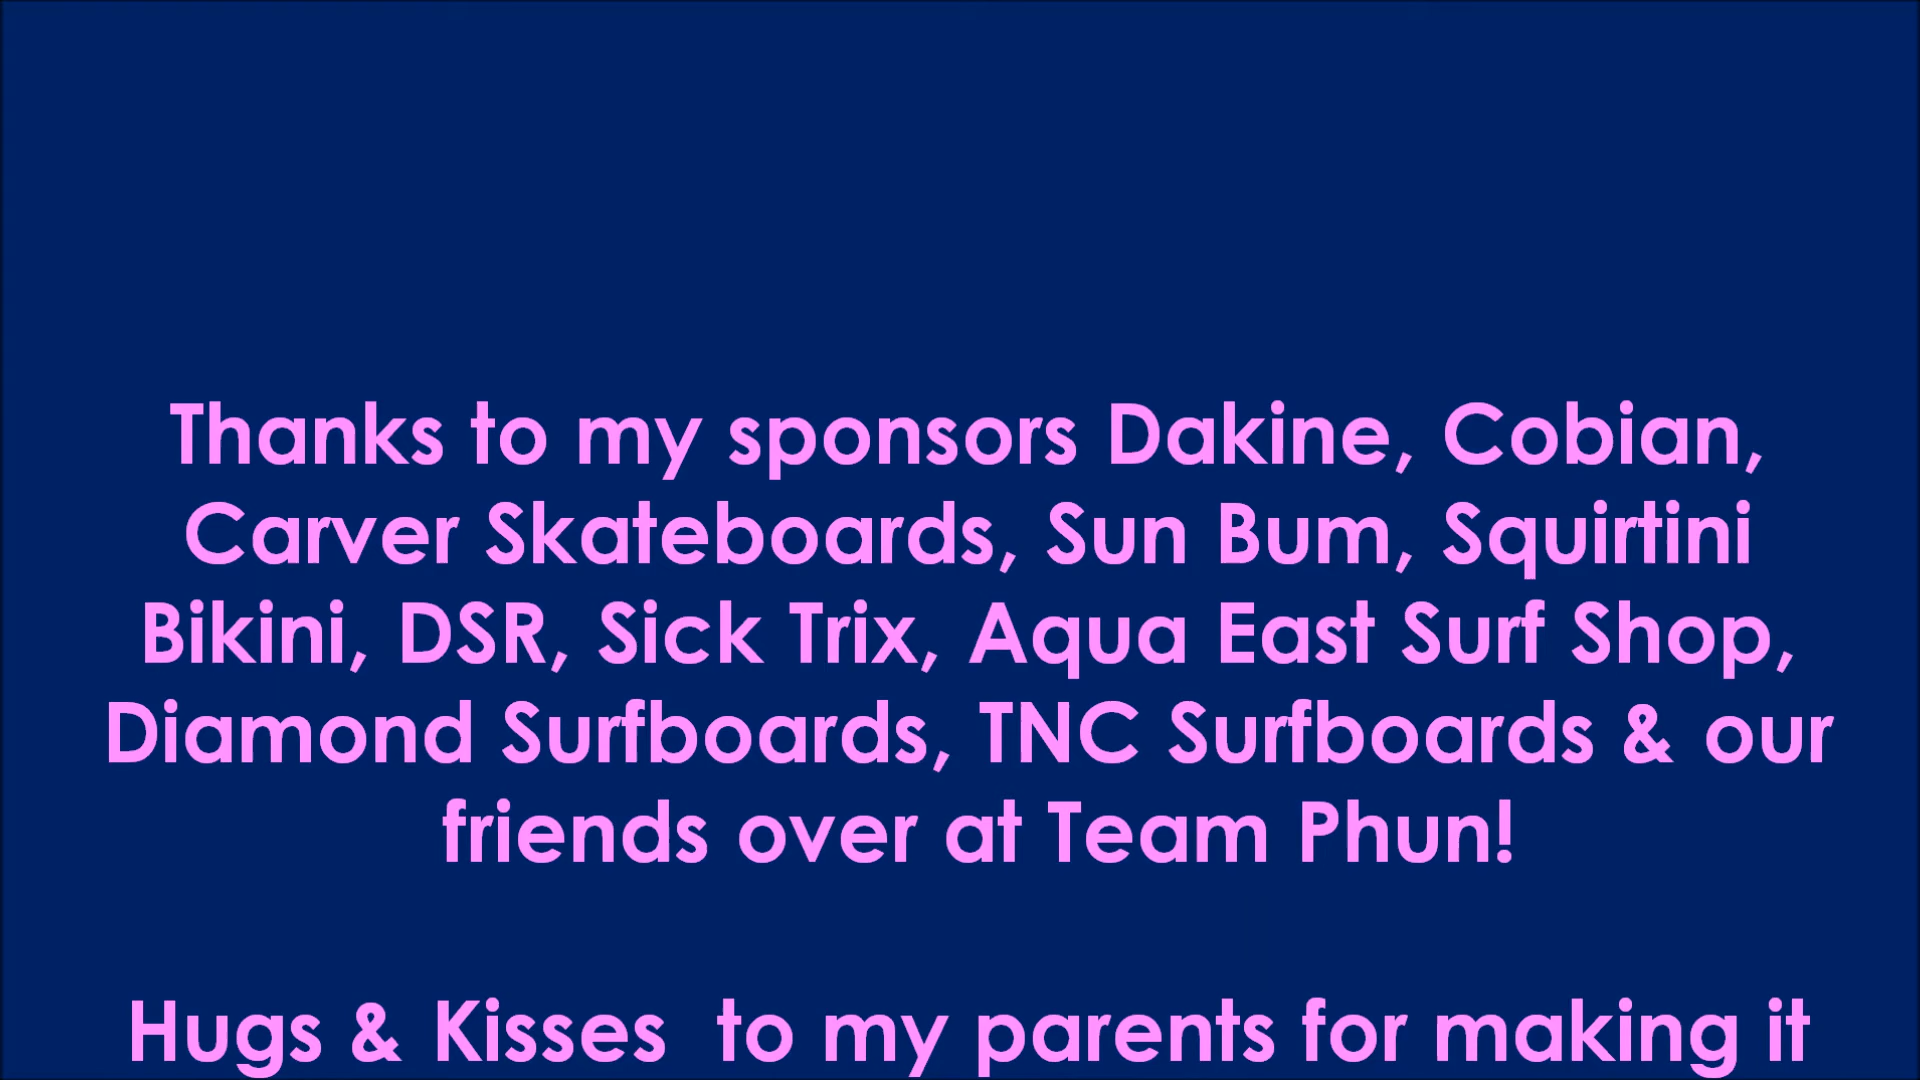 Thanks to my sponsors Dakine, Cobian,
Carver Skateboards, Sun Bum, Squirtini
Bikini, DSR, Sick Trix, Aqua East Surf Shop,
Diamond Surfboards, TNC Surfboards & our
friends over at Team Phun!
Hugs & Kisses  to my parents for making it